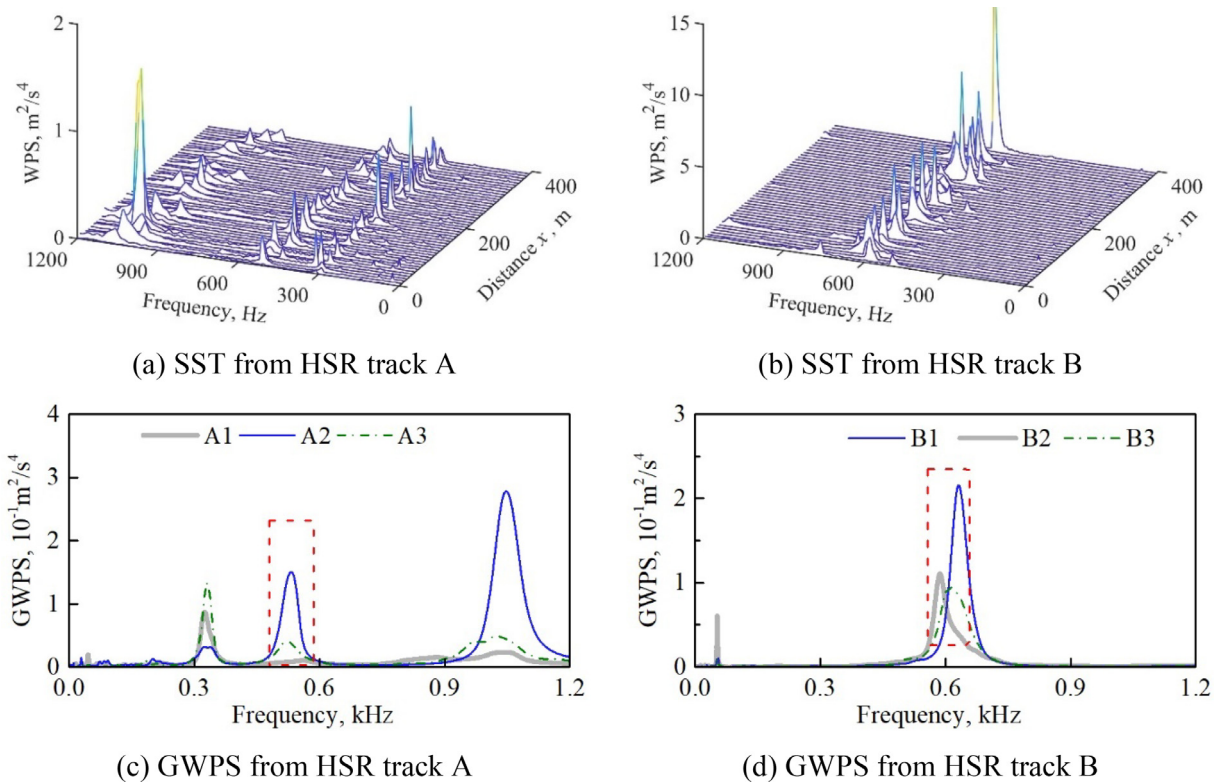 2
15
WPS, m²/s⁴
1
0
1200
900
600
300
0
Frequency, Hz
0
200
400
Distance x , m
WPS, m²/s⁴
10
5
0
1200
900
600
300
0
Frequency, Hz
0
200
400
Distance x , m
(a) SST from HSR track A
(b) SST from HSR track B
4
3
2
1
0
GWPS, 10⁻¹m²/s⁴
A1 A2 A3
0.0 0.3 0.6 0.9 1.2
Frequency, kHz
3
2
1
0
GWPS, 10⁻¹m²/s⁴
B1 B2 B3
0.0 0.3 0.6 0.9 1.2
Frequency, kHz
(c) GWPS from HSR track A
(d) GWPS from HSR track B